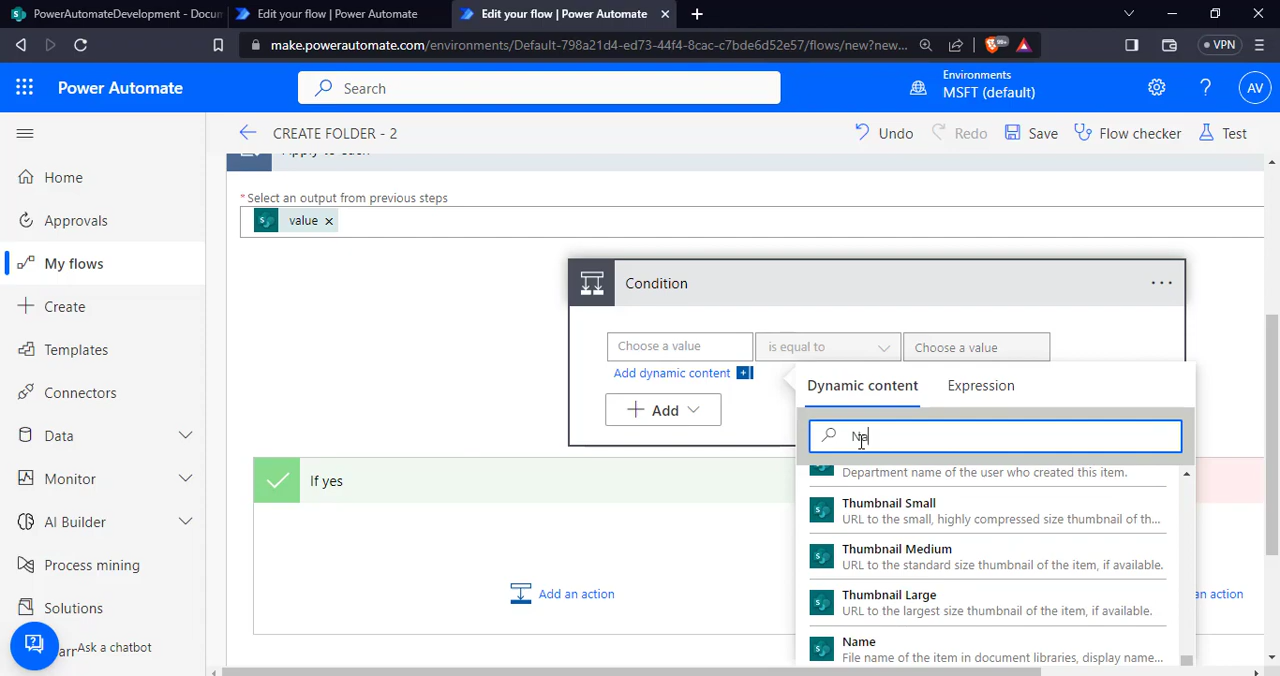 PowerAutomateDevelopment - Docum
Edit your flow | Power Automate
Edit your flow | Power Automate
make.powerautomate.com/environments/Default-798a21d4-ed73-44f4-8cac-c7bde6d52e57/flows/new?new...
99+
VPN
Power Automate
Search
Environments
MSFT (default)
AV
CREATE FOLDER - 2
Undo
Redo
Save
Flow checker
Test
Home
Approvals
My flows
Create
Templates
Connectors
Data
Monitor
AI Builder
Process mining
Solutions
Ask a chatbot
Apply to each
* Select an output from previous steps
value
Condition
Choose a value
is equal to
Choose a value
Add dynamic content
Add
If yes
Add an action
Dynamic content
Expression
Na
Department name of the user who created this item.
Thumbnail Small
URL to the small, highly compressed size thumbnail of th...
Thumbnail Medium
URL to the standard size thumbnail of the item, if available.
Thumbnail Large
URL to the largest size thumbnail of the item, if available.
Name
File name of the item in document libraries, display name...
n action